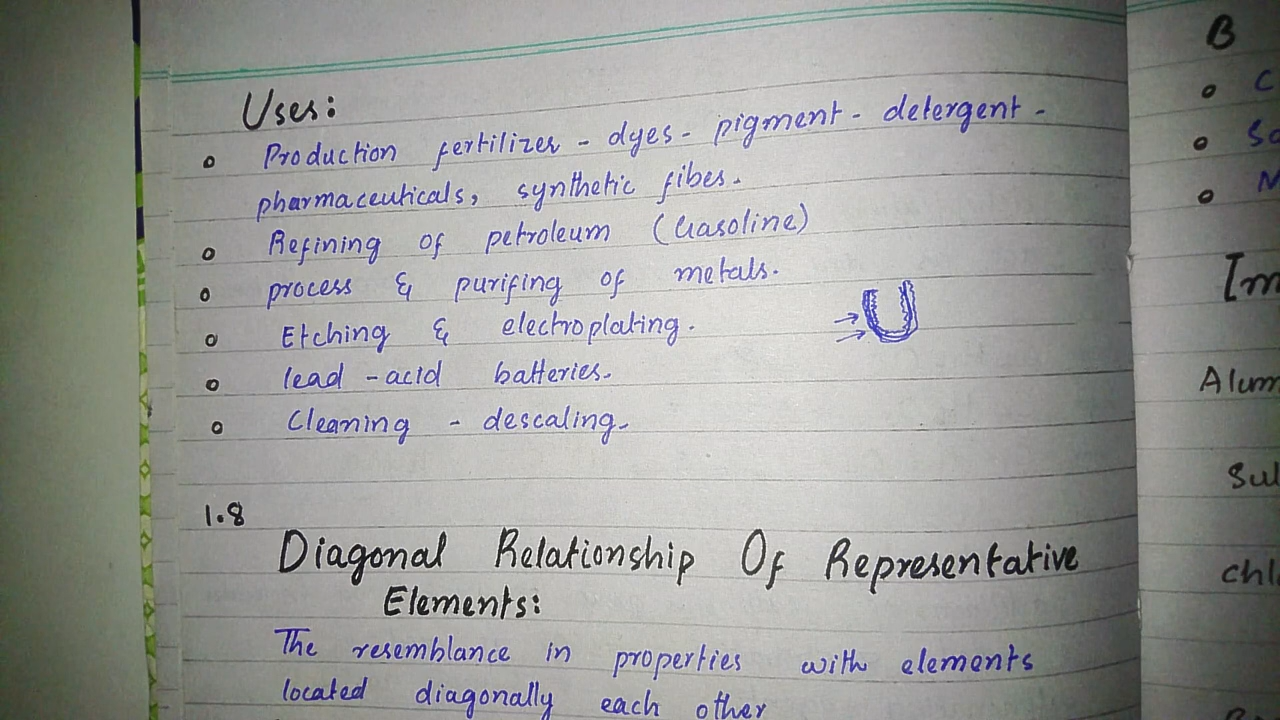 Uses:
Production fertilizer - dyes - pigment - detergent -
pharmaceuticals, synthetic fibes.
Refining of petroleum (Gasoline)
process & purifing of metals.
Etching & electroplating.
lead -acid batteries.
Cleaning - descaling.
1.8
Diagonal Relationship Of Representative
Elements:
The resemblance in properties with elements
located diagonally each other
B
C
So
Im
Alum
Sul